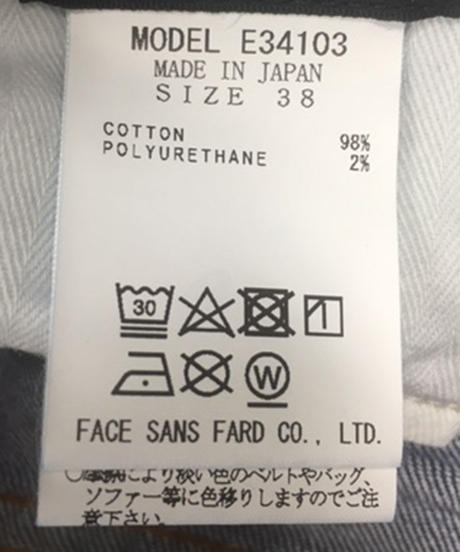 MODEL E34103
MADE IN JAPAN
SIZE 38
COTTON 98%
POLYURETHANE 2%
30
W
FACE SANS FARD CO., LTD.
により淡い色のベルトやバッグ、
ソファー等に色移りしますのでご注
意下さい。